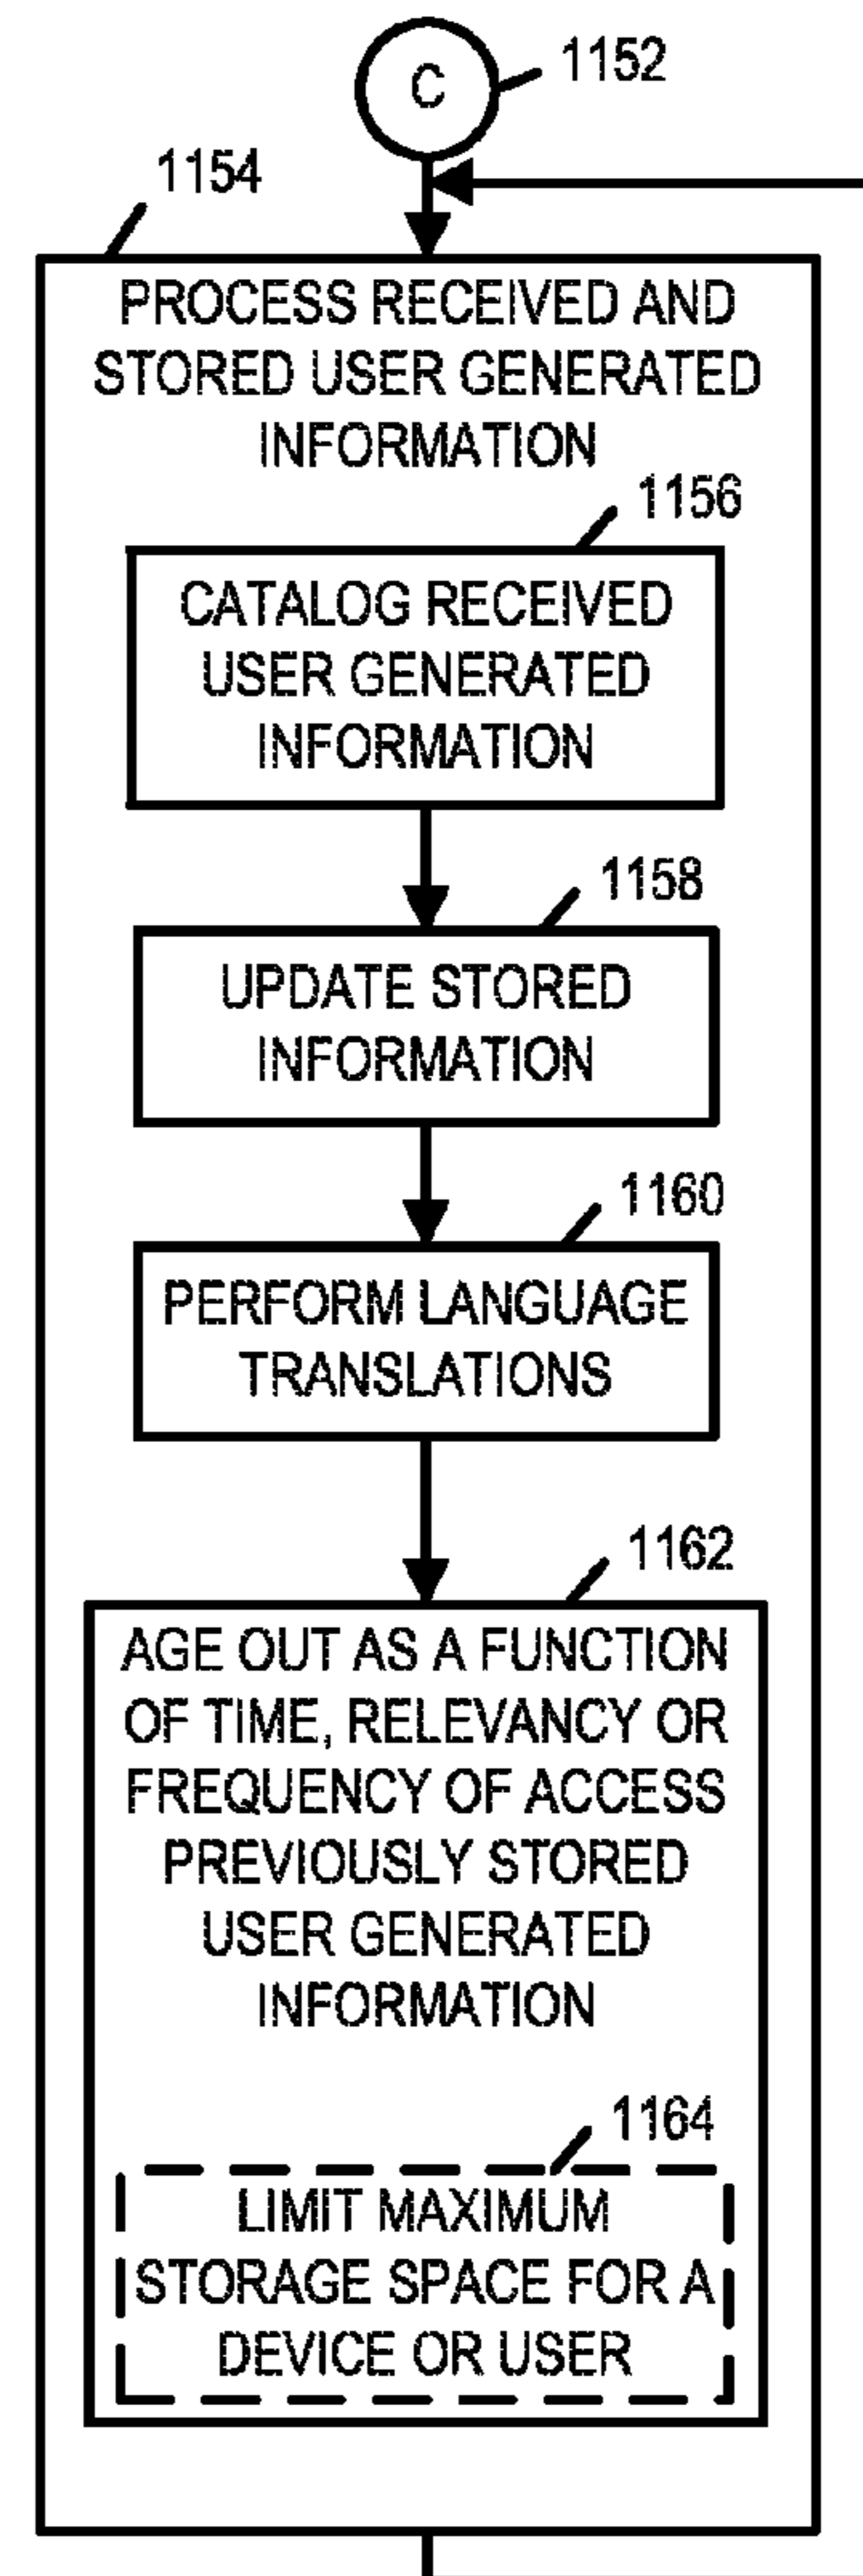 C
1152
1154
PROCESS RECEIVED AND
STORED USER GENERATED
INFORMATION
1156
CATALOG RECEIVED
USER GENERATED
INFORMATION
1158
UPDATE STORED
INFORMATION
1160
PERFORM LANGUAGE
TRANSLATIONS
1162
AGE OUT AS A FUNCTION
OF TIME, RELEVANCY OR
FREQUENCY OF ACCESS
PREVIOUSLY STORED
USER GENERATED
INFORMATION
1164
LIMIT MAXIMUM
STORAGE SPACE FOR A
DEVICE OR USER